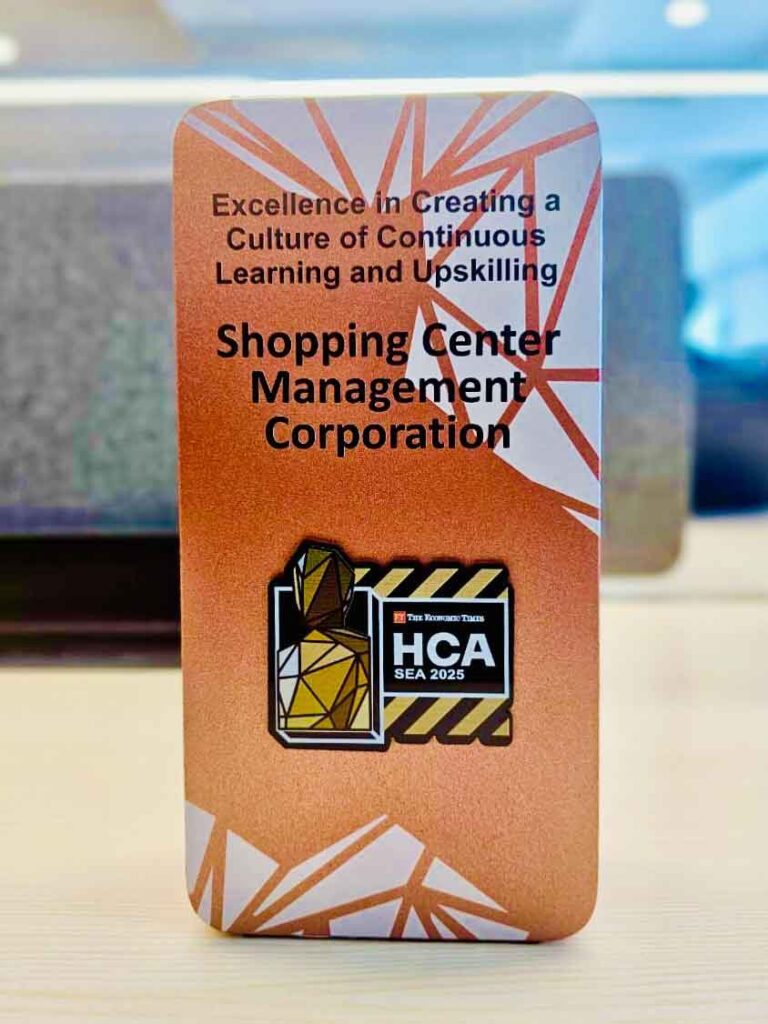 Excellence in Creating a
Culture of Continuous
Learning and Upskilling
Shopping Center
Management
Corporation
ET THE ECONOMIC TIMES
HCA
SEA 2025